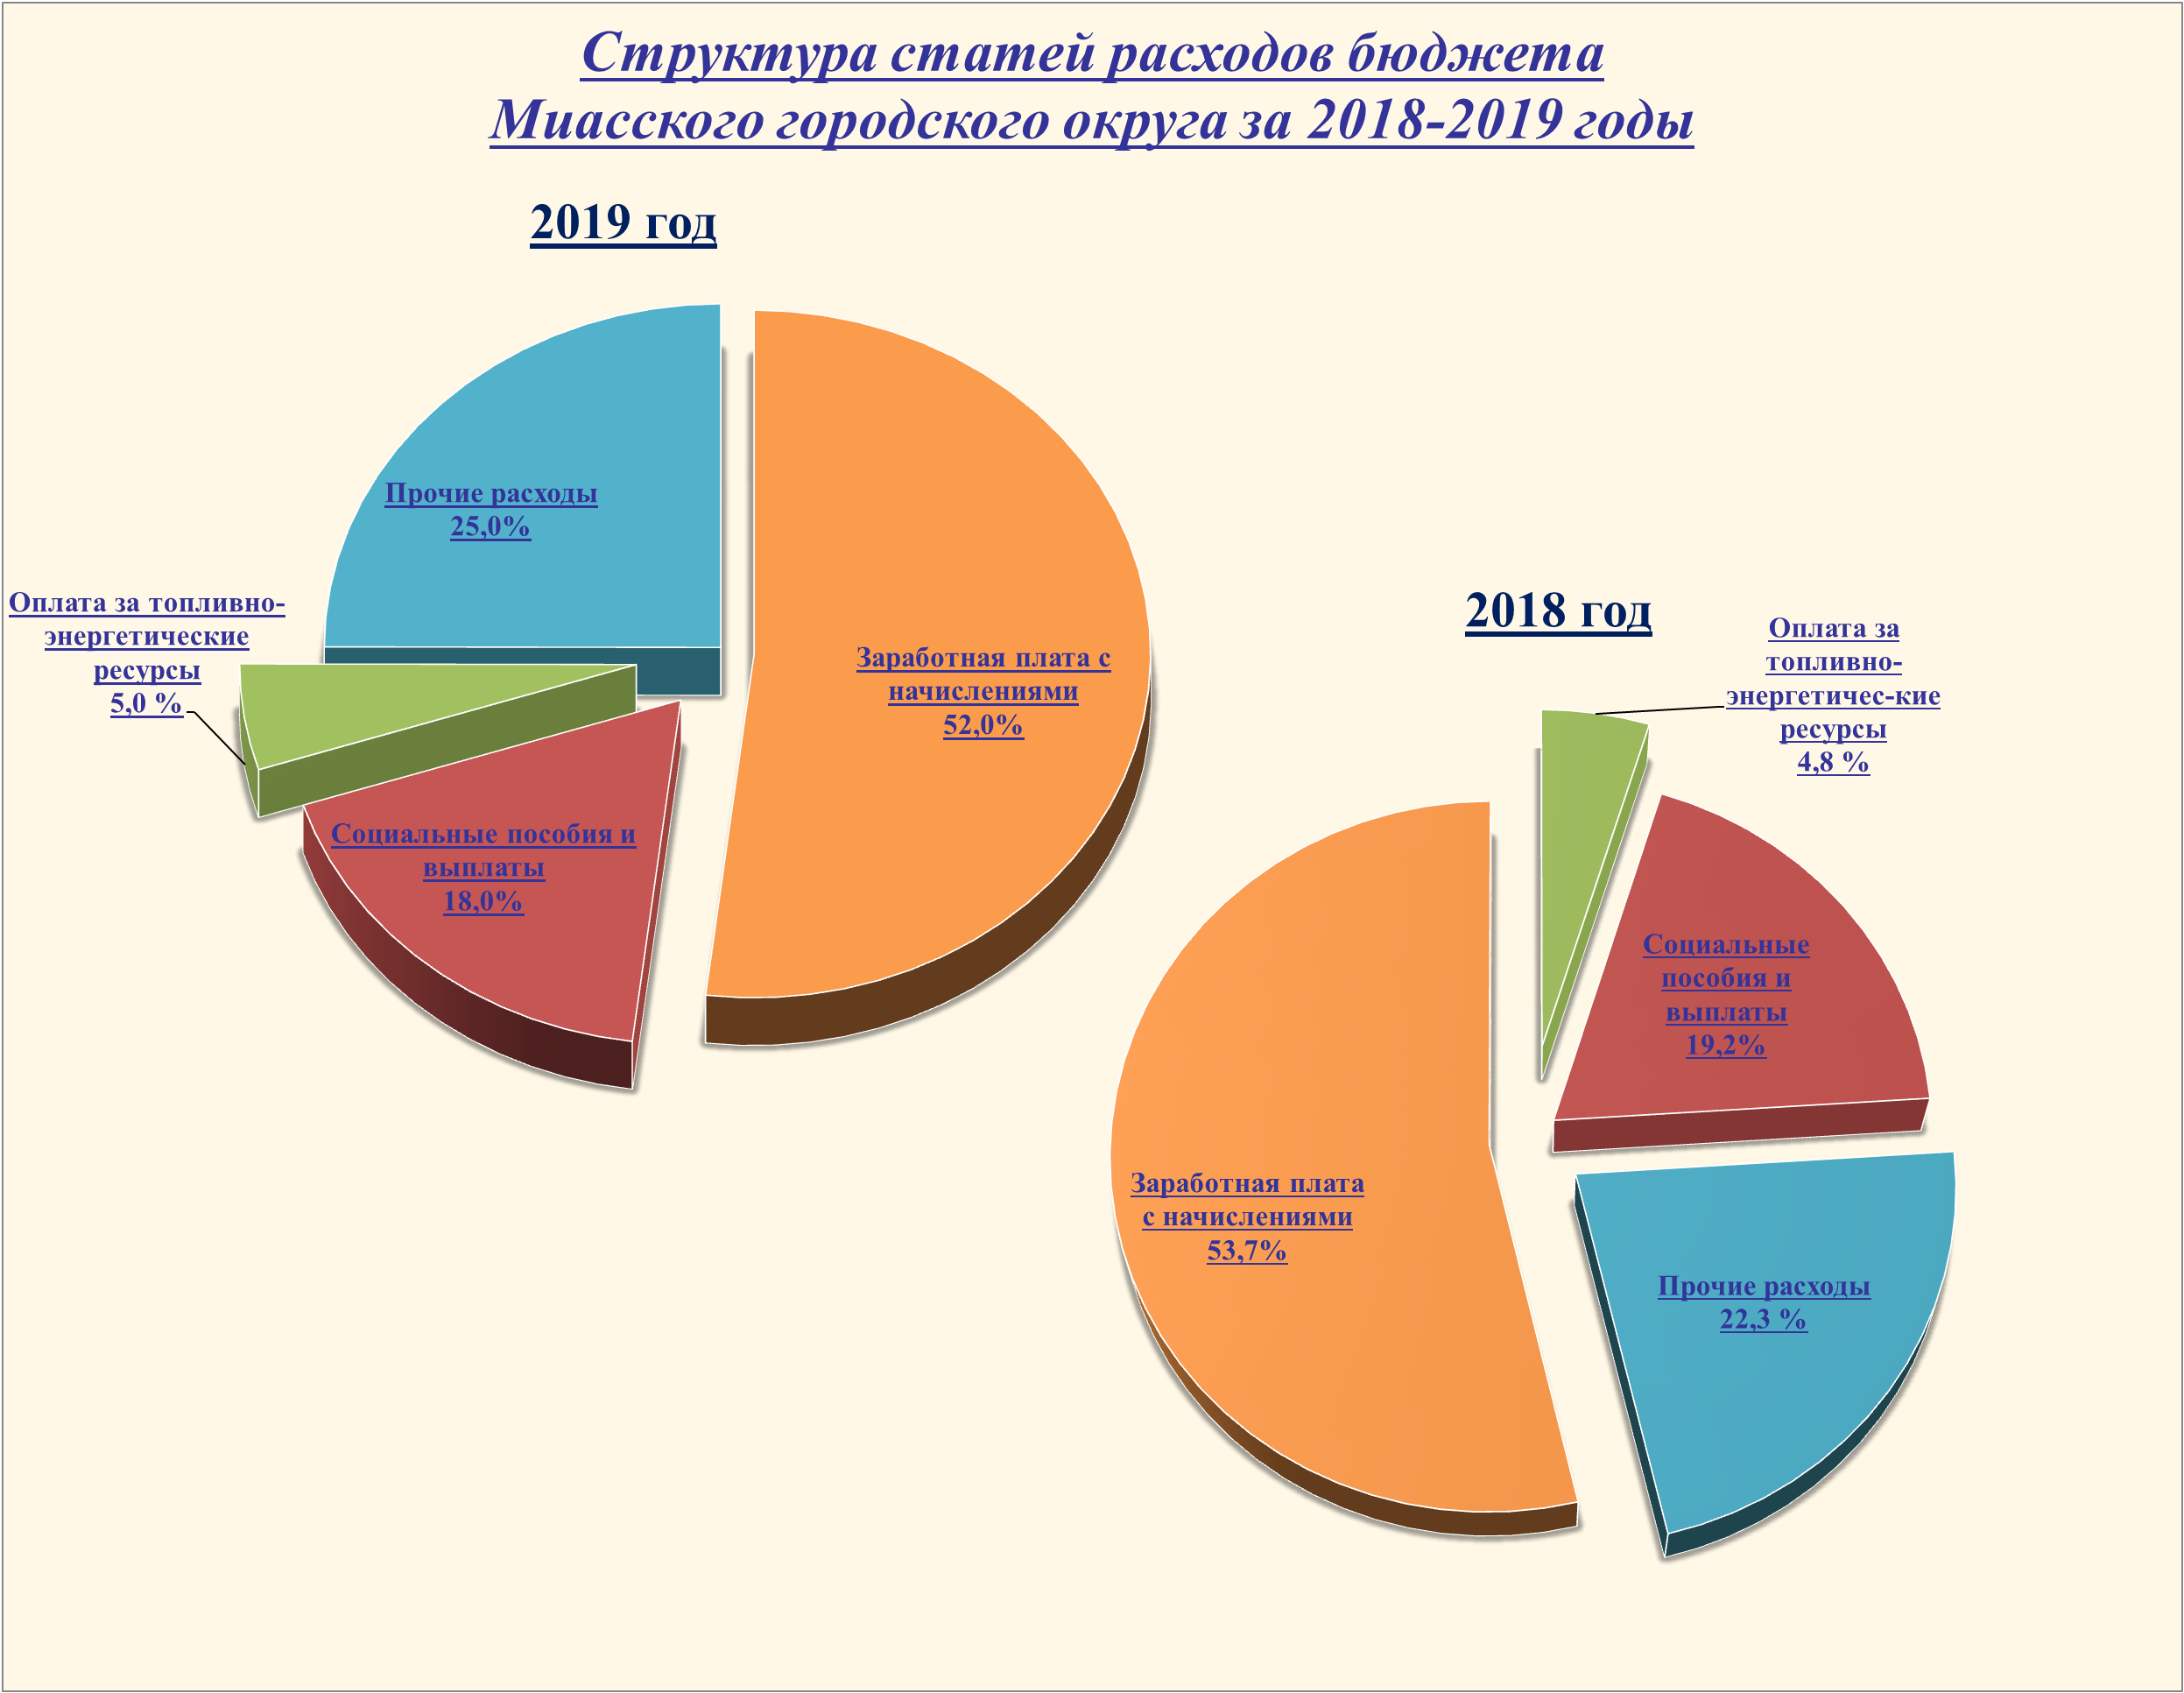 Структура статей расходов бюджета
Миасского городского округа за 2018-2019 годы
2019 год
Прочие расходы
25,0%
Оплата за топливно-
энергетические
ресурсы
5,0 %
Заработная плата с
начислениями
52,0%
Социальные пособия и
выплаты
18,0%
2018 год
Оплата за
топливно-
энергетичес-кие
ресурсы
4,8 %
Социальные
пособия и
выплаты
19,2%
Заработная плата
с начислениями
53,7%
Прочие расходы
22,3 %